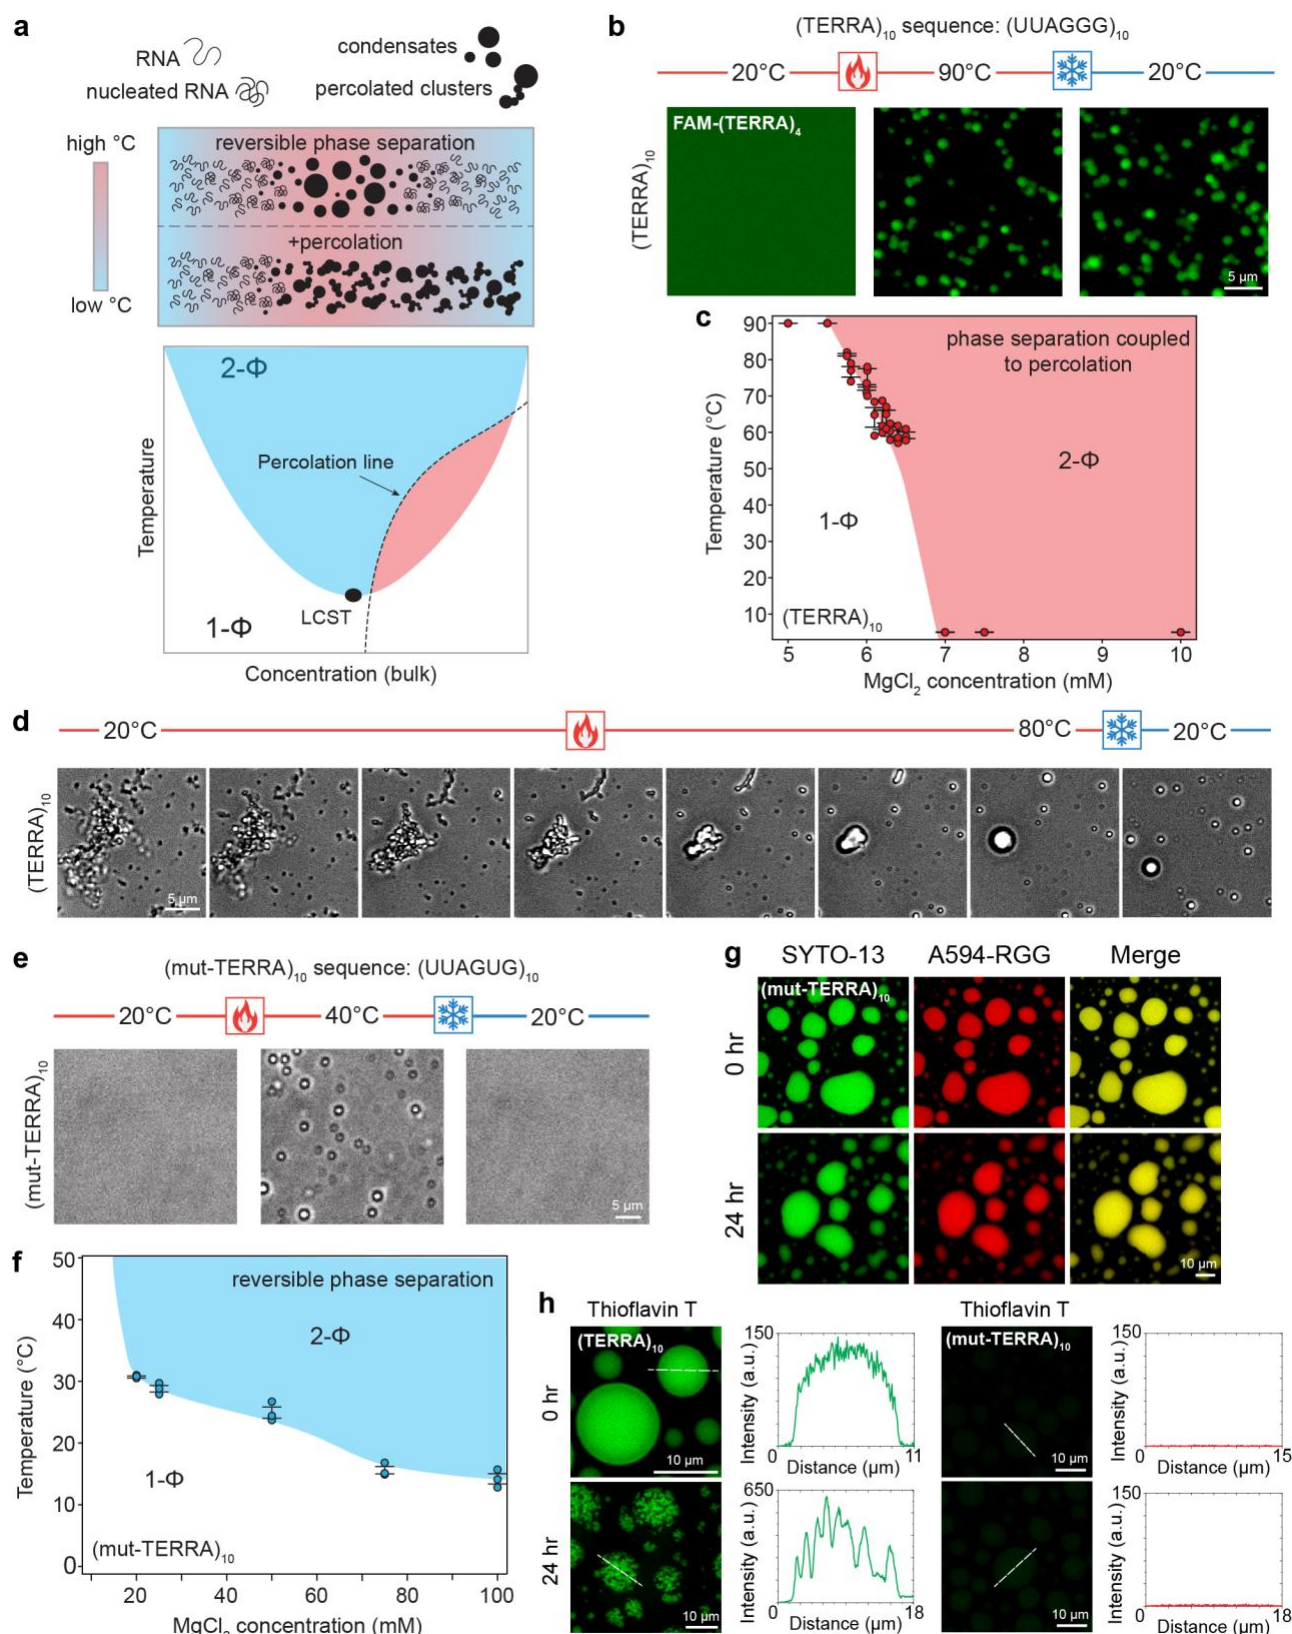 a
RNA
nucleated RNA
condensates
percolated clusters
high °C
low °C
reversible phase separation
+percolation
2-Φ
Percolation line
LCST
1-Φ
Temperature
Concentration (bulk)
b
(TERRA)10 sequence: (UUAGGG)10
20°C 90°C 20°C
(TERRA)10
FAM-(TERRA)4
5 µm
c
phase separation coupled
to percolation
2-Φ
1-Φ
(TERRA)10
Temperature (°C)
90
80
70
60
50
40
30
20
10
5 6 7 8 9 10
MgCl2 concentration (mM)
d
20°C 80°C 20°C
(TERRA)10
5 µm
e
(mut-TERRA)10 sequence: (UUAGUG)10
20°C 40°C 20°C
(mut-TERRA)10
5 µm
f
reversible phase separation
2-Φ
1-Φ
(mut-TERRA)10
Temperature (°C)
50
40
30
20
10
0
20 40 60 80 100
MgCl2 concentration (mM)
g
SYTO-13 A594-RGG Merge
(mut-TERRA)10
0 hr
24 hr
10 µm
h
Thioflavin T
(TERRA)10
0 hr
10 µm
Intensity (a.u.)
150
0 11
Distance (µm)
24 hr
10 µm
Intensity (a.u.)
650
0 18
Distance (µm)
Thioflavin T
(mut-TERRA)10
10 µm
Intensity (a.u.)
150
0 15
Distance (µm)
10 µm
Intensity (a.u.)
150
0 18
Distance (µm)